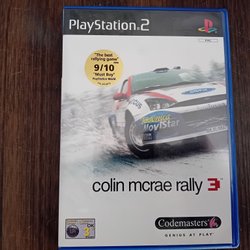 PlayStation®2
"The best
rallying game"
9/10
"Must Buy"
MoviStar
colin mcrae rally 3
Codemasters
GENIUS AT PLAY